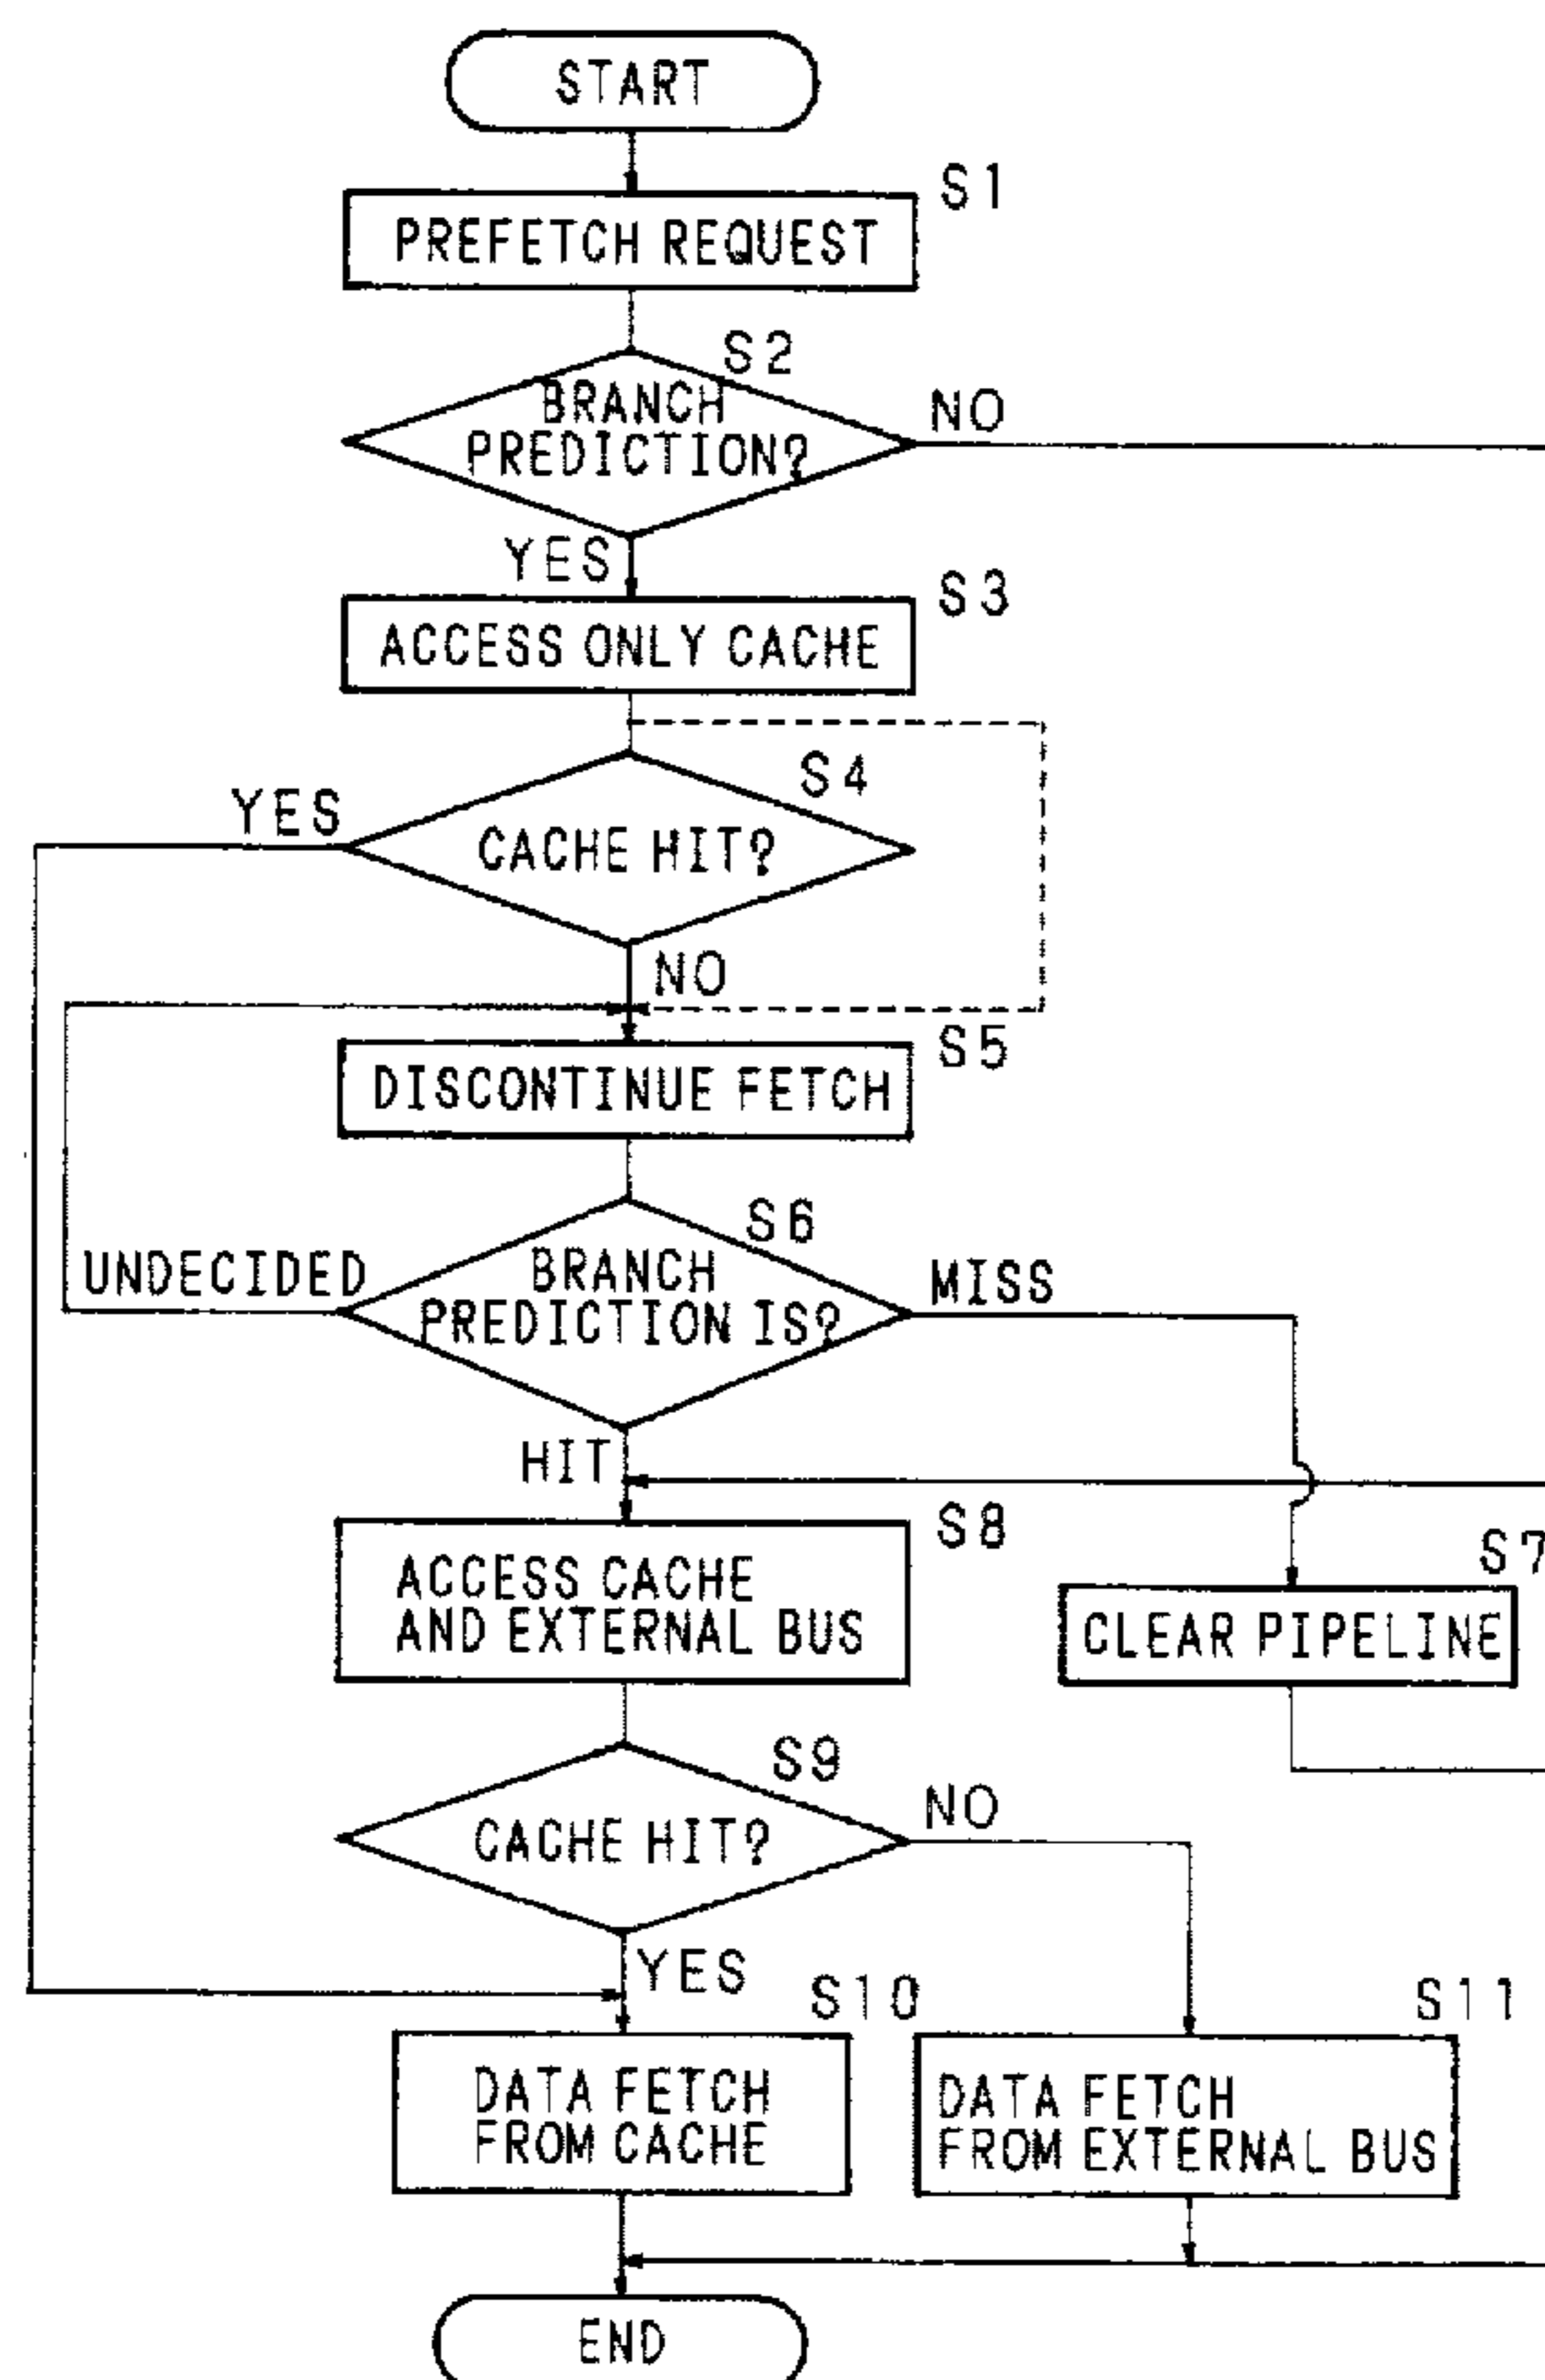 START
S1
PREFETCH REQUEST
S2
BRANCH
PREDICTION?
NO
YES
S3
ACCESS ONLY CACHE
S4
YES
CACHE HIT?
NO
S5
DISCONTINUE FETCH
S6
UNDECIDED
BRANCH
PREDICTION IS?
MISS
HIT
S8
ACCESS CACHE
AND EXTERNAL BUS
S7
CLEAR PIPELINE
S9
NO
CACHE HIT?
YES
S10
S11
DATA FETCH
FROM CACHE
DATA FETCH
FROM EXTERNAL BUS
END